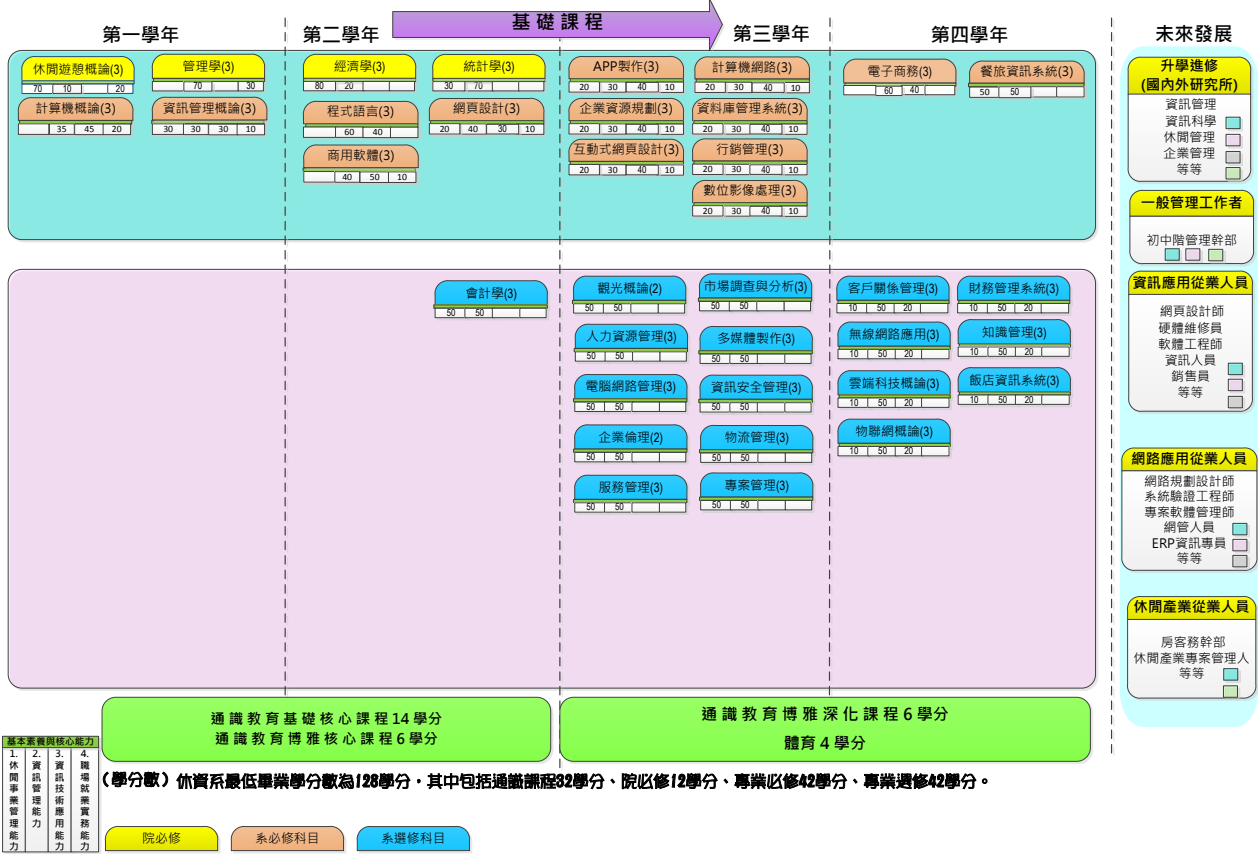 基 礎 課 程
第一學年
第二學年
第三學年
第四學年
未來發展
休閒遊憩概論(3)
70 10 20
管理學(3)
70 30
計算機概論(3)
35 45 20
資訊管理概論(3)
30 30 30 10
經濟學(3)
80 20
統計學(3)
30 70
程式語言(3)
60 40
網頁設計(3)
20 40 30 10
商用軟體(3)
40 50 10
APP製作(3)
20 30 40 10
計算機網路(3)
20 30 40 10
企業資源規劃(3)
20 30 40 10
資料庫管理系統(3)
20 30 40 10
互動式網頁設計(3)
20 30 40 10
行銷管理(3)
20 30 40 10
數位影像處理(3)
20 30 40 10
電子商務(3)
60 40
餐旅資訊系統(3)
50 50
會計學(3)
50 50
觀光概論(2)
50 50
市場調查與分析(3)
50 50
人力資源管理(3)
50 50
多媒體製作(3)
50 50
電腦網路管理(3)
50 50
資訊安全管理(3)
50 50
企業倫理(2)
50 50
物流管理(3)
50 50
服務管理(3)
50 50
專案管理(3)
50 50
客戶關係管理(3)
10 50 20
財務管理系統(3)
10 50 20
無線網路應用(3)
10 50 20
知識管理(3)
10 50 20
雲端科技概論(3)
10 50 20
飯店資訊系統(3)
10 50 20
物聯網概論(3)
10 50 20
升學進修
(國內外研究所)
資訊管理
資訊科學
休閒管理
企業管理
等等
一般管理工作者
初中階管理幹部
資訊應用從業人員
網頁設計師
硬體維修員
軟體工程師
資訊人員
銷售員
等等
網路應用從業人員
網路規劃設計師
系統驗證工程師
專案軟體管理師
網管人員
ERP資訊專員
等等
休閒產業從業人員
房客務幹部
休閒產業專案管理人
等等
通 識 教 育 基 礎 核 心 課 程 14 學分
通 識 教 育 博 雅 核 心 課 程 6 學分
通 識 教 育 博 雅 深 化 課 程 6 學分
體育 4 學分
基本素養與核心能力
1.休閒事業管理能力
2.資訊管理能力
3.資訊技術應用能力
4.職場就業實務能力
（學分數）休資系最低畢業學分數為128學分，其中包括通識課程32學分、院必修12學分、專業必修42學分、專業選修42學分。
院必修
系必修科目
系選修科目